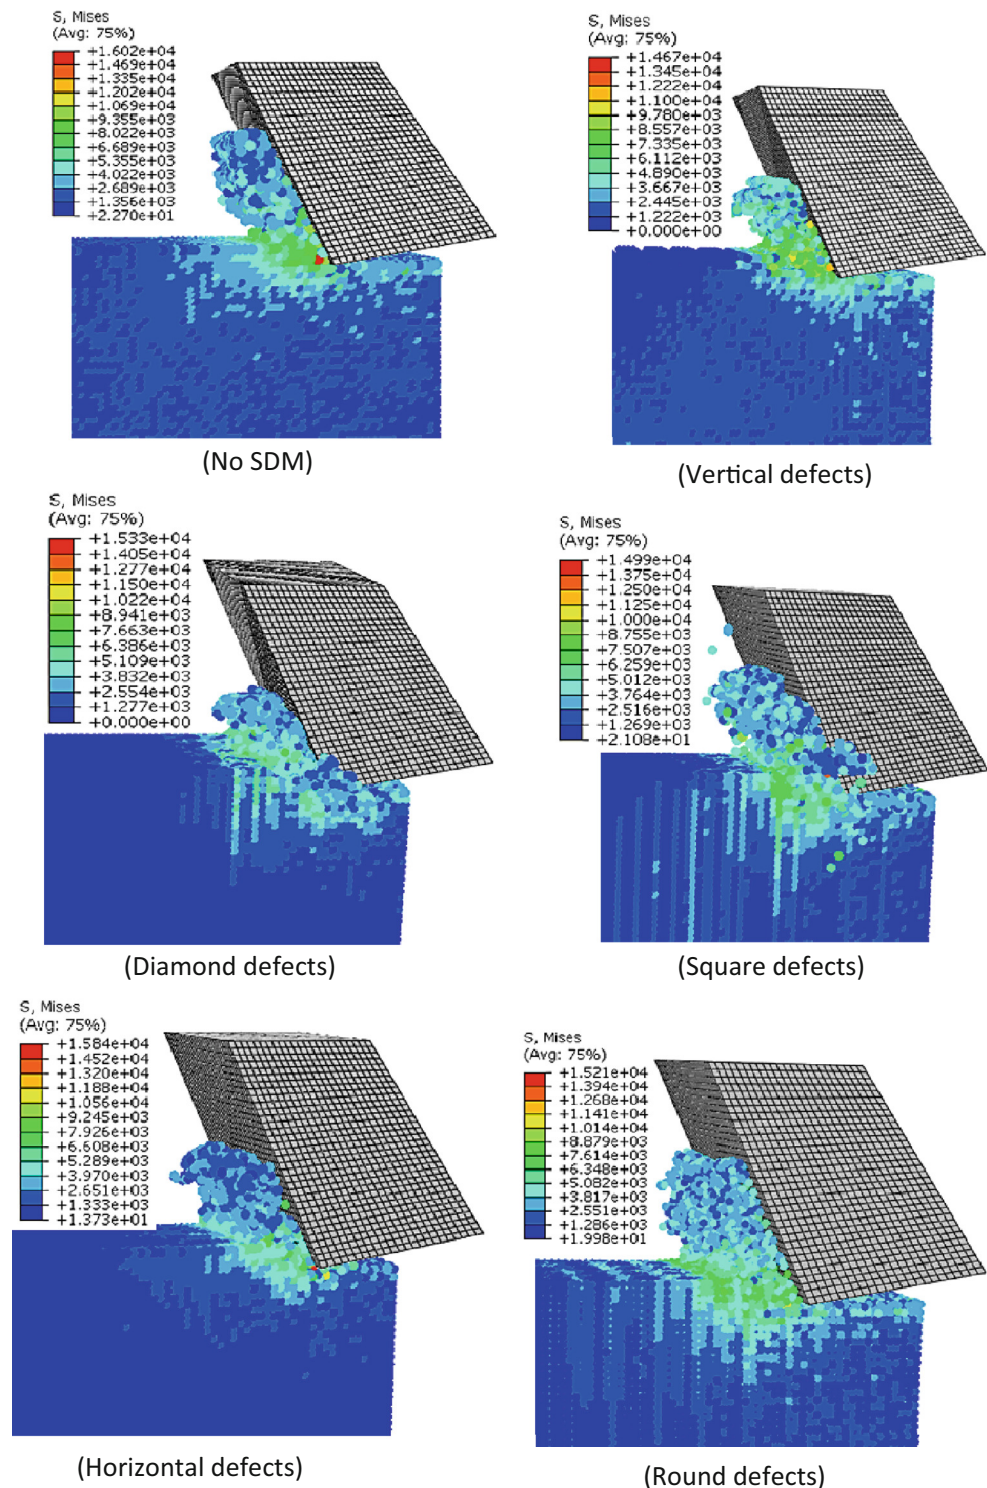 S, Mises
(Avg: 75%)
+1.602e+04
+1.469e+04
+1.335e+04
+1.202e+04
+1.069e+04
+9.355e+03
+8.022e+03
+6.689e+03
+5.355e+03
+4.022e+03
+2.689e+03
+1.356e+03
+2.270e+01
(No SDM)
S, Mises
(Avg: 75%)
+1.467e+04
+1.345e+04
+1.222e+04
+1.100e+04
+9.780e+03
+8.557e+03
+7.335e+03
+6.112e+03
+4.890e+03
+3.667e+03
+2.445e+03
+1.222e+03
+0.000e+00
(Vertical defects)
S, Mises
(Avg: 75%)
+1.533e+04
+1.405e+04
+1.277e+04
+1.150e+04
+1.022e+04
+8.941e+03
+7.663e+03
+6.386e+03
+5.109e+03
+3.832e+03
+2.554e+03
+1.277e+03
+0.000e+00
(Diamond defects)
S, Mises
(Avg: 75%)
+1.499e+04
+1.375e+04
+1.250e+04
+1.125e+04
+1.000e+04
+8.755e+03
+7.507e+03
+6.259e+03
+5.012e+03
+3.764e+03
+2.516e+03
+1.269e+03
+2.108e+01
(Square defects)
S, Mises
(Avg: 75%)
+1.584e+04
+1.452e+04
+1.320e+04
+1.188e+04
+1.056e+04
+9.245e+03
+7.926e+03
+6.608e+03
+5.289e+03
+3.970e+03
+2.651e+03
+1.333e+03
+1.373e+01
(Horizontal defects)
S, Mises
(Avg: 75%)
+1.521e+04
+1.394e+04
+1.268e+04
+1.141e+04
+1.014e+04
+8.879e+03
+7.614e+03
+6.348e+03
+5.082e+03
+3.817e+03
+2.551e+03
+1.286e+03
+1.998e+01
(Round defects)